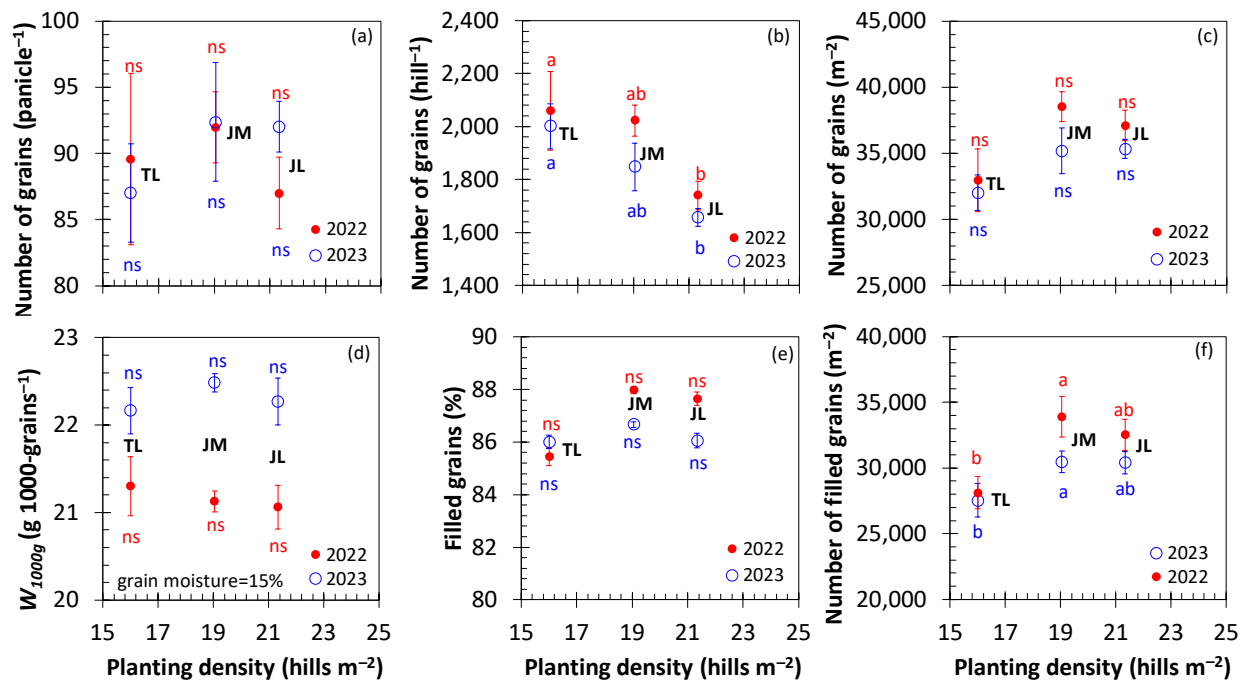 Number of grains (panicle⁻¹)
100
95
90
85
80
(a)
ns
ns
ns
TL
JM
JL
ns
ns
ns
2022
2023
Number of grains (hill⁻¹)
2,400
2,200
2,000
1,800
1,600
1,400
(b)
a
ab
b
TL
JM
JL
a
ab
b
2022
2023
Number of grains (m⁻²)
45,000
40,000
35,000
30,000
25,000
(c)
ns
ns
ns
TL
JM
JL
ns
ns
ns
2022
2023
W1000g (g 1000-grains⁻¹)
23
22
21
20
(d)
ns
ns
ns
TL
JM
JL
ns
ns
ns
2022
2023
grain moisture=15%
15 17 19 21 23 25
Planting density (hills m⁻²)
Filled grains (%)
90
88
86
84
82
80
(e)
ns
ns
ns
TL
JM
JL
ns
ns
ns
2022
2023
15 17 19 21 23 25
Planting density (hills m⁻²)
Number of filled grains (m⁻²)
40,000
35,000
30,000
25,000
20,000
(f)
b
a
ab
TL
JM
JL
b
a
ab
2023
2022
15 17 19 21 23 25
Planting density (hills m⁻²)